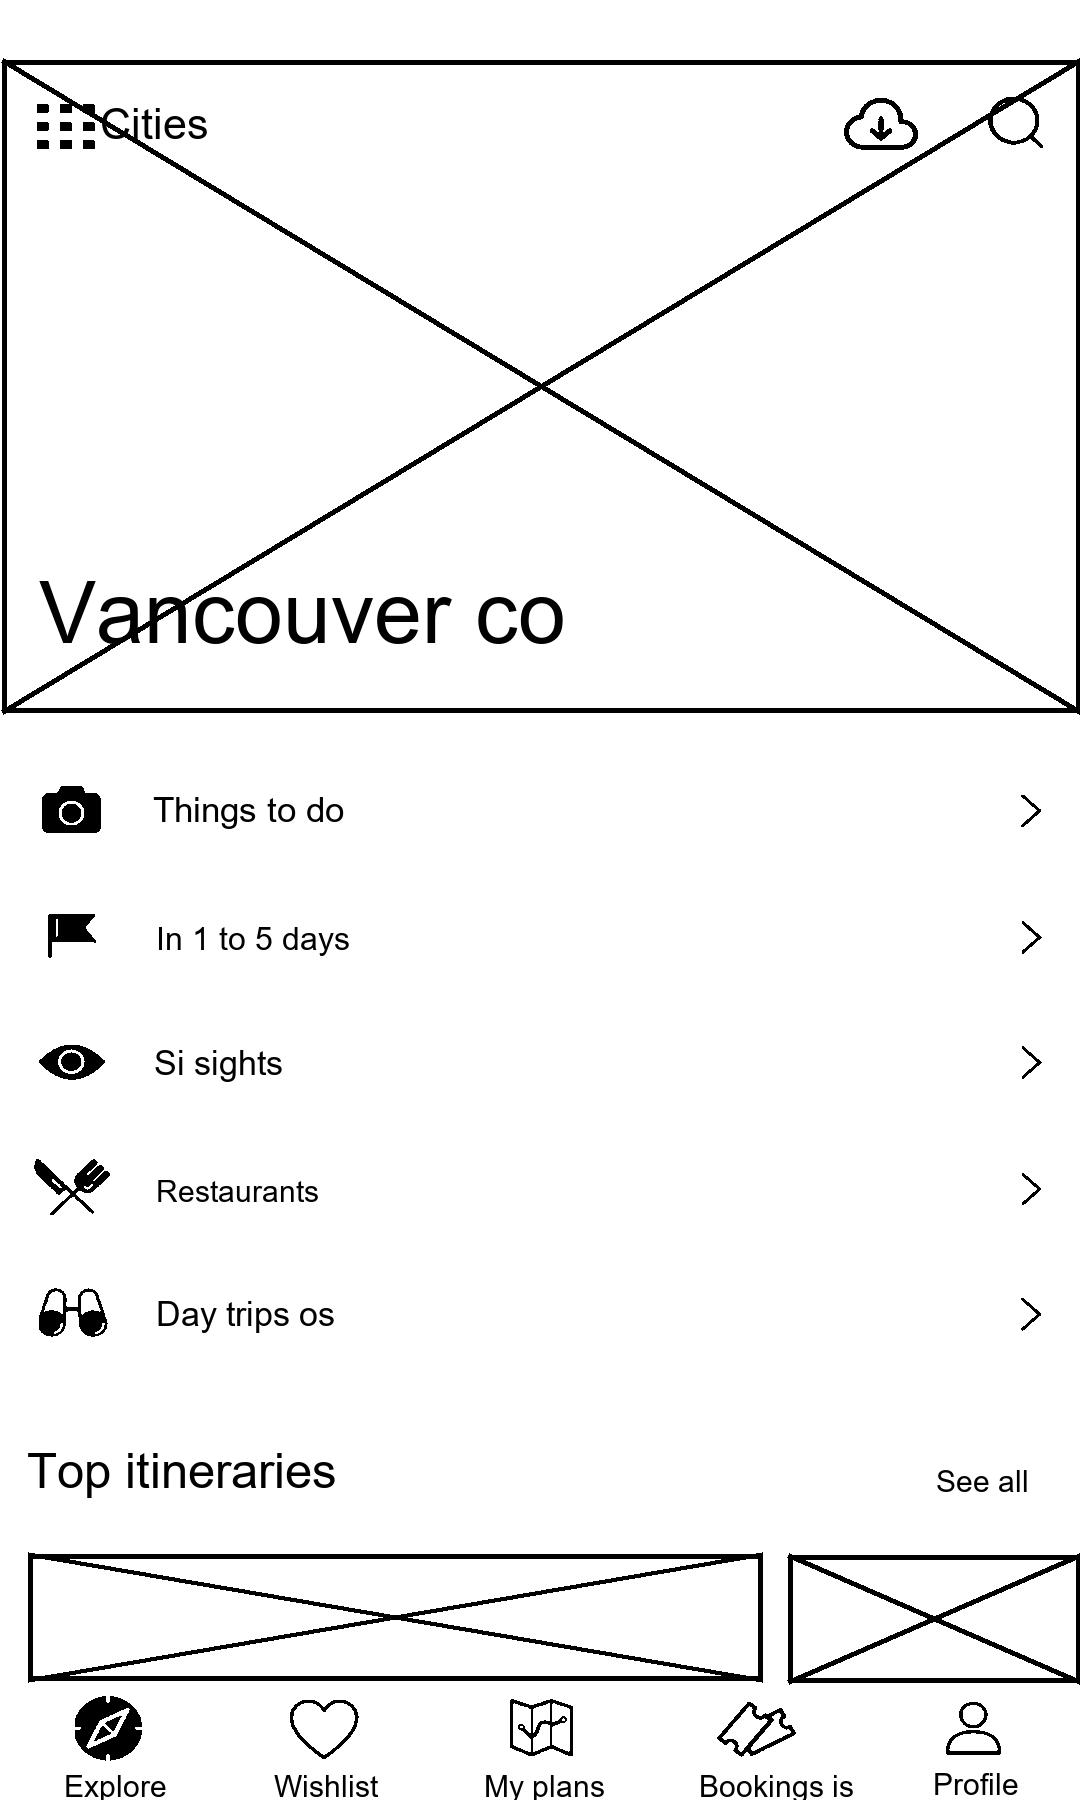 Cities
Vancouver co
Things to do
In 1 to 5 days
Si sights
Restaurants
Day trips os
Top itineraries
See all
Explore
Wishlist
My plans
Bookings is
Profile